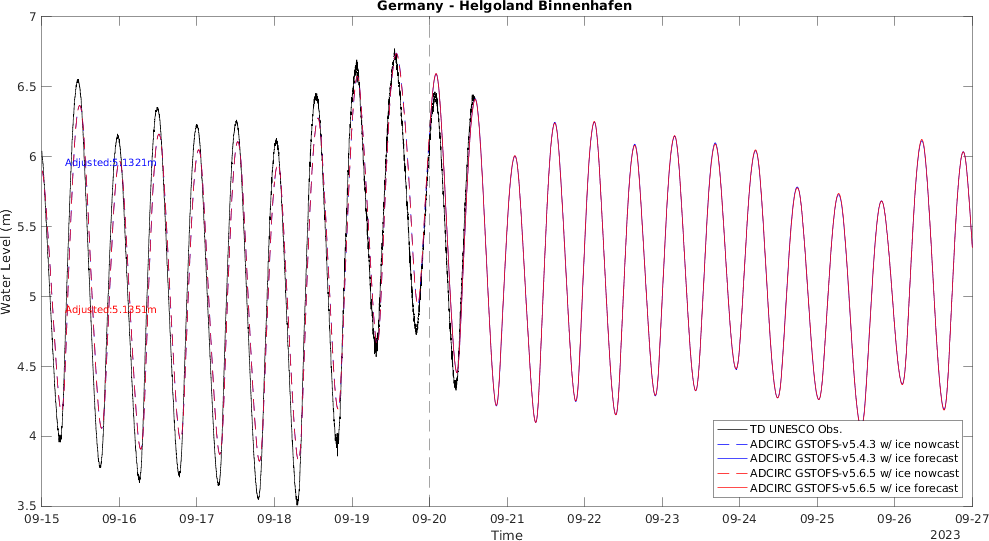 Germany - Helgoland Binnenhafen
7
6.5
6
5.5
5
4.5
4
3.5
Water Level (m)
Adjusted:5.1321m
Adjusted:5.1351m
TD UNESCO Obs.
ADCIRC GSTOFS-v5.4.3 w/ ice nowcast
ADCIRC GSTOFS-v5.4.3 w/ ice forecast
ADCIRC GSTOFS-v5.6.5 w/ ice nowcast
ADCIRC GSTOFS-v5.6.5 w/ ice forecast
09-15 09-16 09-17 09-18 09-19 09-20 09-21 09-22 09-23 09-24 09-25 09-26 09-27
Time
2023